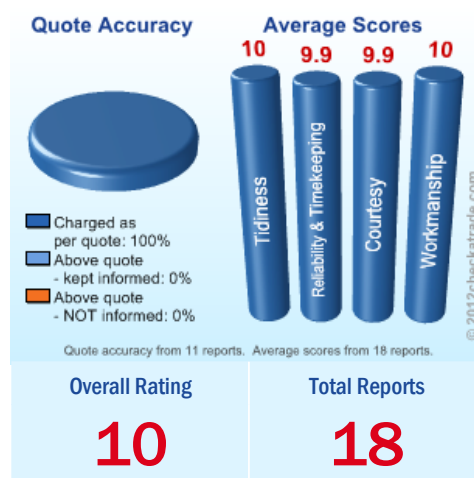 Quote Accuracy
Average Scores
10
9.9
9.9
10
Tidiness
Reliability & Timekeeping
Courtesy
Workmanship
Charged as
per quote: 100%
Above quote
- kept informed: 0%
Above quote
- NOT informed: 0%
© 2012checkatrade.com
Quote accuracy from 11 reports. Average scores from 18 reports.
Overall Rating
Total Reports
10
18